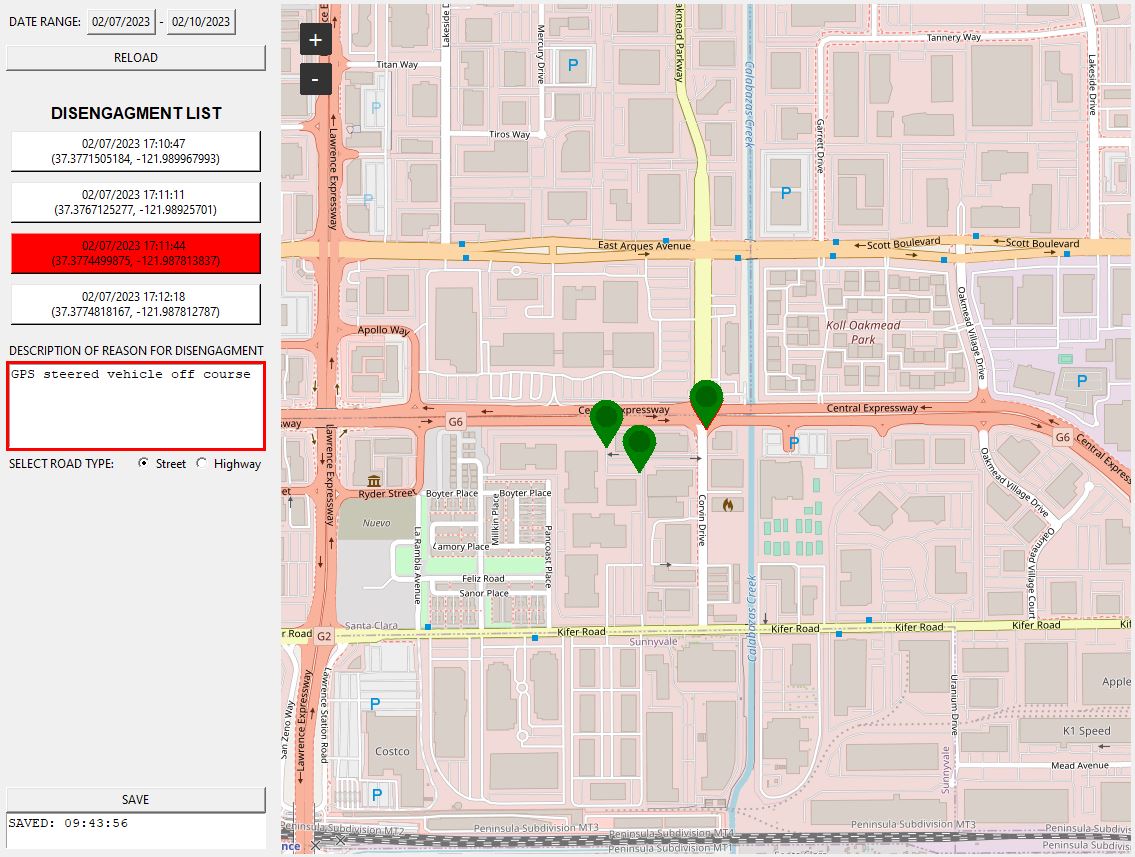 DATE RANGE: 02/07/2023 - 02/10/2023
RELOAD
DISENGAGMENT LIST
02/07/2023 17:10:47
(37.3771505184, -121.989967993)
02/07/2023 17:11:11
(37.3767125277, -121.98925701)
02/07/2023 17:11:44
(37.3774499875, -121.987813837)
02/07/2023 17:12:18
(37.3774818167, -121.987812787)
DESCRIPTION OF REASON FOR DISENGAGMENT
GPS steered vehicle off course
SELECT ROAD TYPE: Street Highway
SAVE
SAVED: 09:43:56
+
-
Lakeside
Mercury Drive
akmead Parkway
Tannery Way
Titan Way
P
Lakeside Drive
Calabazas Creek
P
Lawrence Expressway
Tiros Way
Garrett Drive
P
P
East Arques Avenue
Scott Boulevard
Scott Boulevard
Oakmead Village Drive
Apollo Way
Koll Oakmead
Park
P
Central Expressway
Central Expressway
G6
sway
P
G6
Central Express
Lawrence Expressway
Oakmead Village Drive
Ryder Street
Boyter Place
Boyter Place
Millkin Place
Corvin Drive
Nuevo
La Rambla Avenue
Zamory Place
Pancoast Place
Oakmead Village Court
Feliz Road
Sanor Place
Calabazas Creek
Santa Clara
r Road
G2
Kifer Road
Kifer Road
Kifer Road
Kifer Road
Ki
Sunnyvale
Lawrence Expressway
Lawrence Station Road
San Zeno Way
Uranium Drive
Apple
P
K1 Speed
Costco
Sunnyvale
Mead Avenue
P
Peninsula Subdivision MT2
Peninsula Subdivision MT3
Peninsula Subdivision MT4
Peninsula Subdivision MT3
Peninsula Su
Peninsula Subdivision MT1
nce